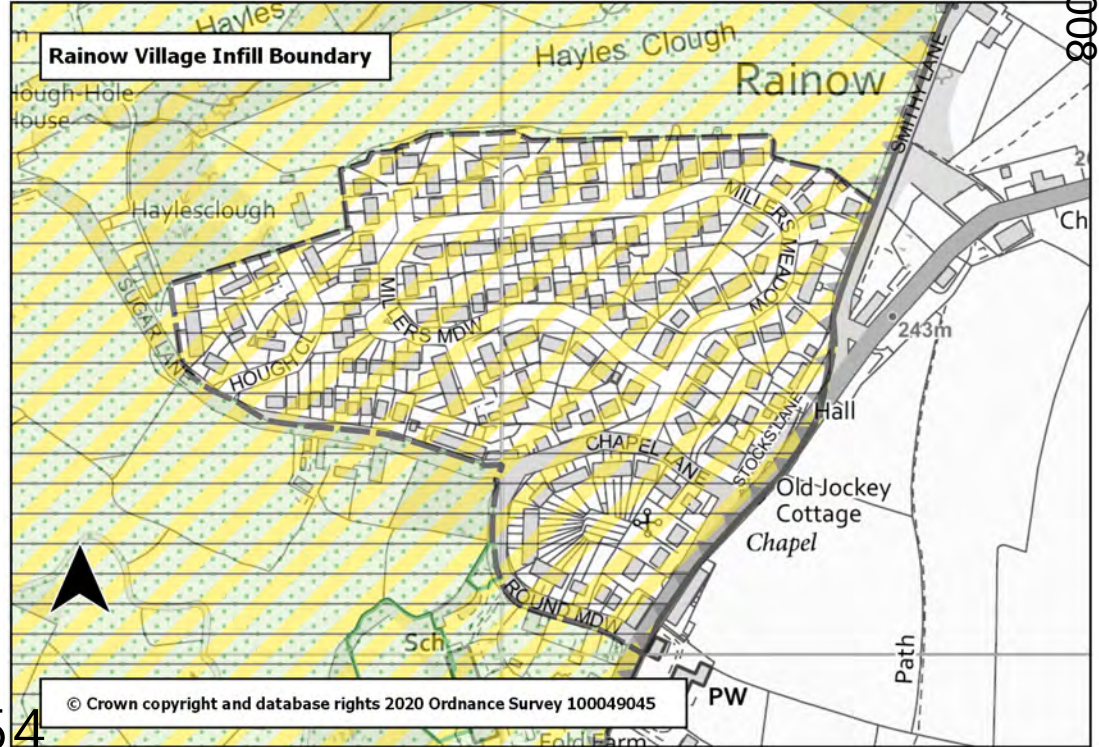 Hayles
Rainow Village Infill Boundary
Hayles Clough
Rainow
800
SMITHY LANE
Hough-Hole
House
Haylesclough
MILLERS MEADOW
Ch
SUGAR LANE
MILLERS MDW
243m
HOUGH CL
Hall
CHAPEL LANE
STOCKS LANE
Old Jockey
Cottage
Chapel
ROUND MDW
Sch
Path
PW
© Crown copyright and database rights 2020 Ordnance Survey 100049045
54
Fold Farm